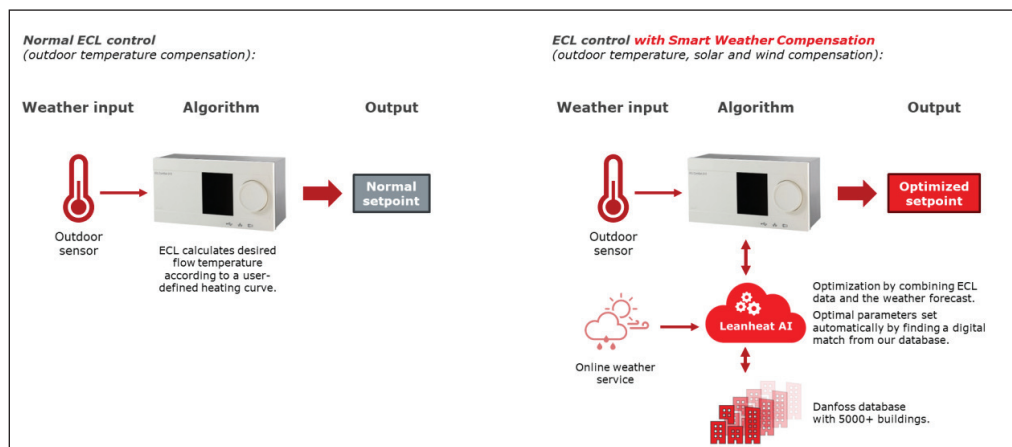 Normal ECL control
(outdoor temperature compensation):
Weather input
Algorithm
Output
Outdoor
sensor
ECL calculates desired
flow temperature
according to a user-
defined heating curve.
Normal
setpoint
ECL control with Smart Weather Compensation
(outdoor temperature, solar and wind compensation):
Weather input
Algorithm
Output
Outdoor
sensor
Optimized
setpoint
Online weather
service
Leanheat AI
Optimization by combining ECL
data and the weather forecast.
Optimal parameters set
automatically by finding a digital
match from our database.
Danfoss database
with 5000+ buildings.